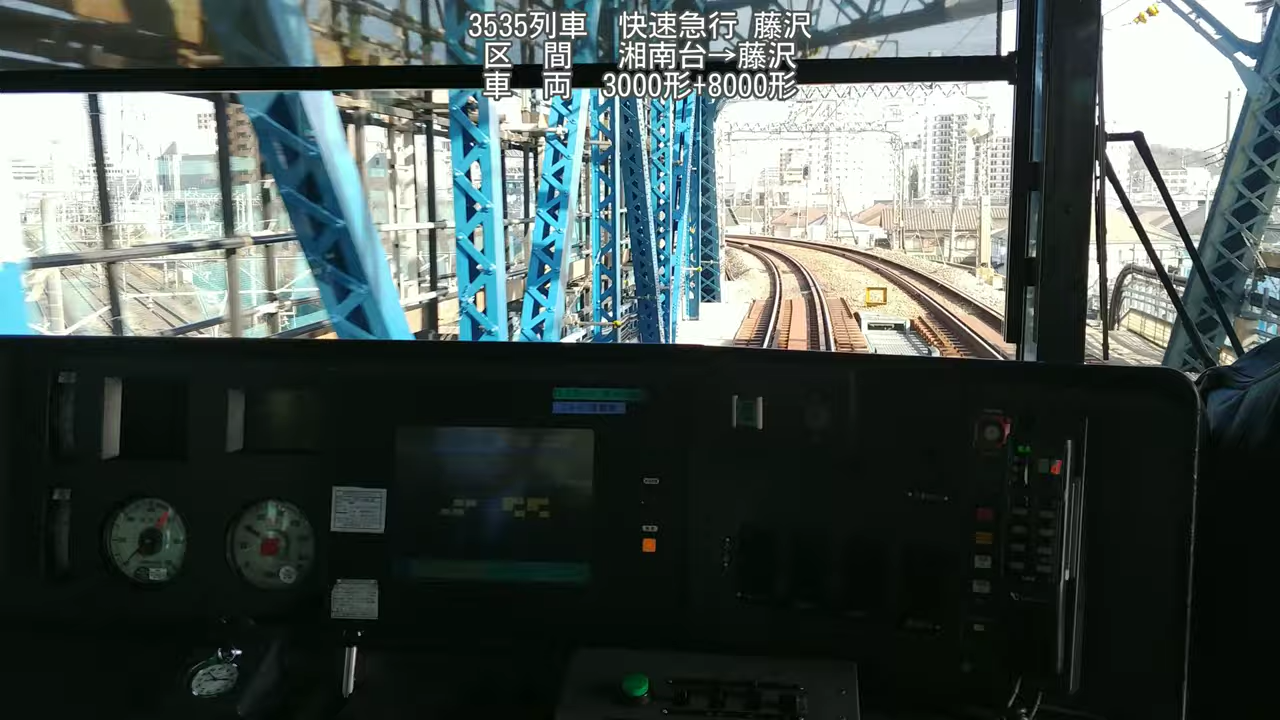 3535列車 快速急行 藤沢
区 間 湘南台→藤沢
車 両 3000形+8000形